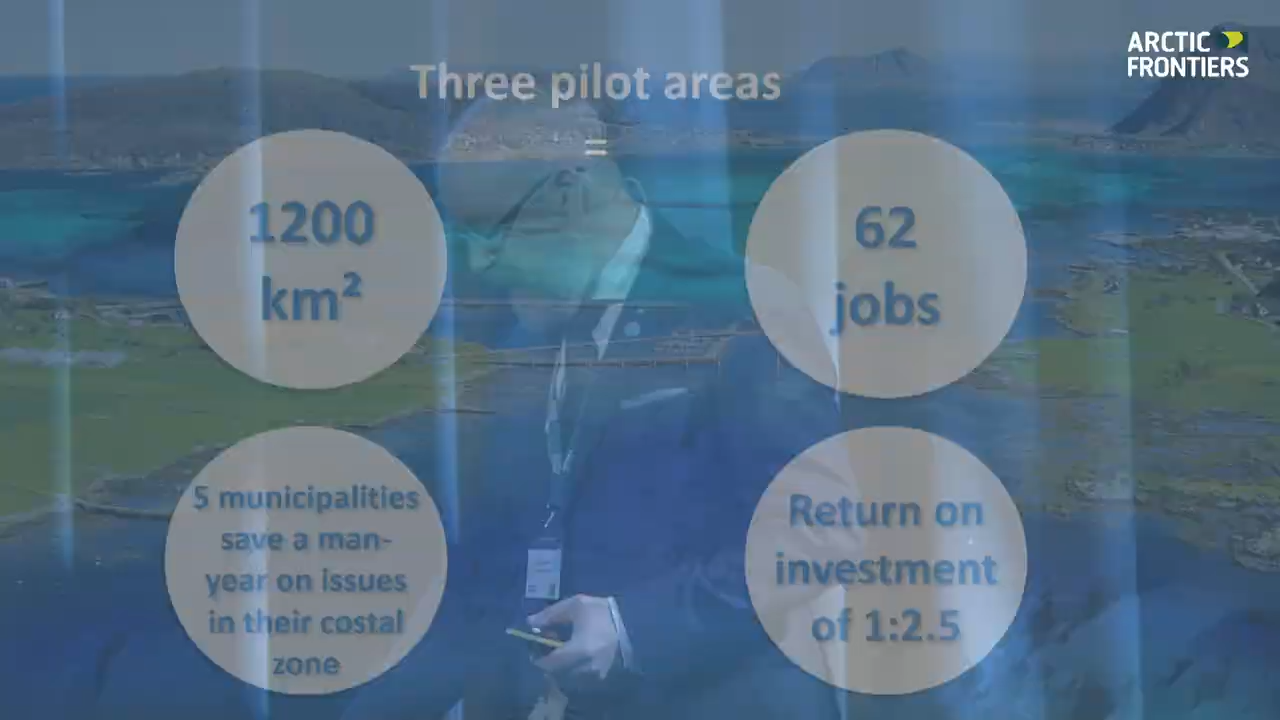 ARCTIC
FRONTIERS
Three pilot areas
=
1200
km²
62
jobs
5 municipalities
save a man-
year on issues
in their costal
zone
Return on
investment
of 1:2.5